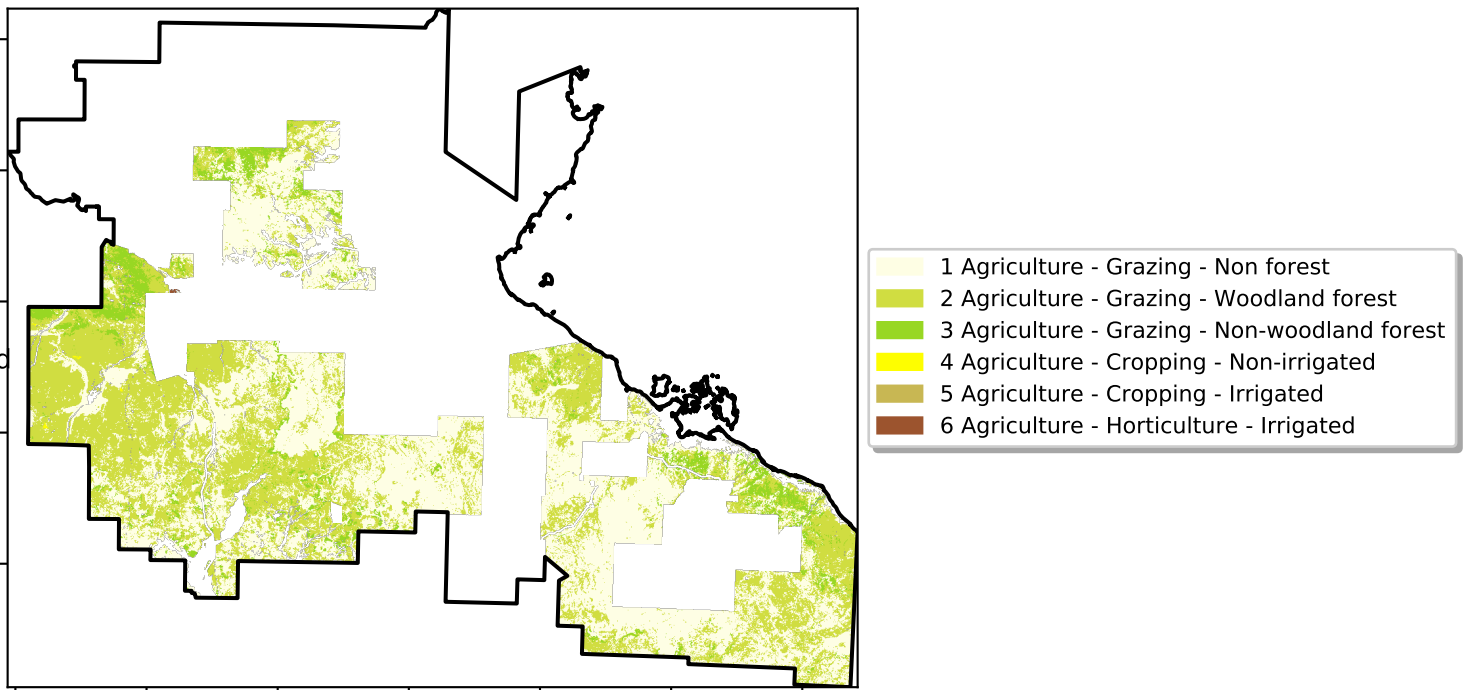 1 Agriculture - Grazing - Non forest
2 Agriculture - Grazing - Woodland forest
3 Agriculture - Grazing - Non-woodland forest
4 Agriculture - Cropping - Non-irrigated
5 Agriculture - Cropping - Irrigated
6 Agriculture - Horticulture - Irrigated